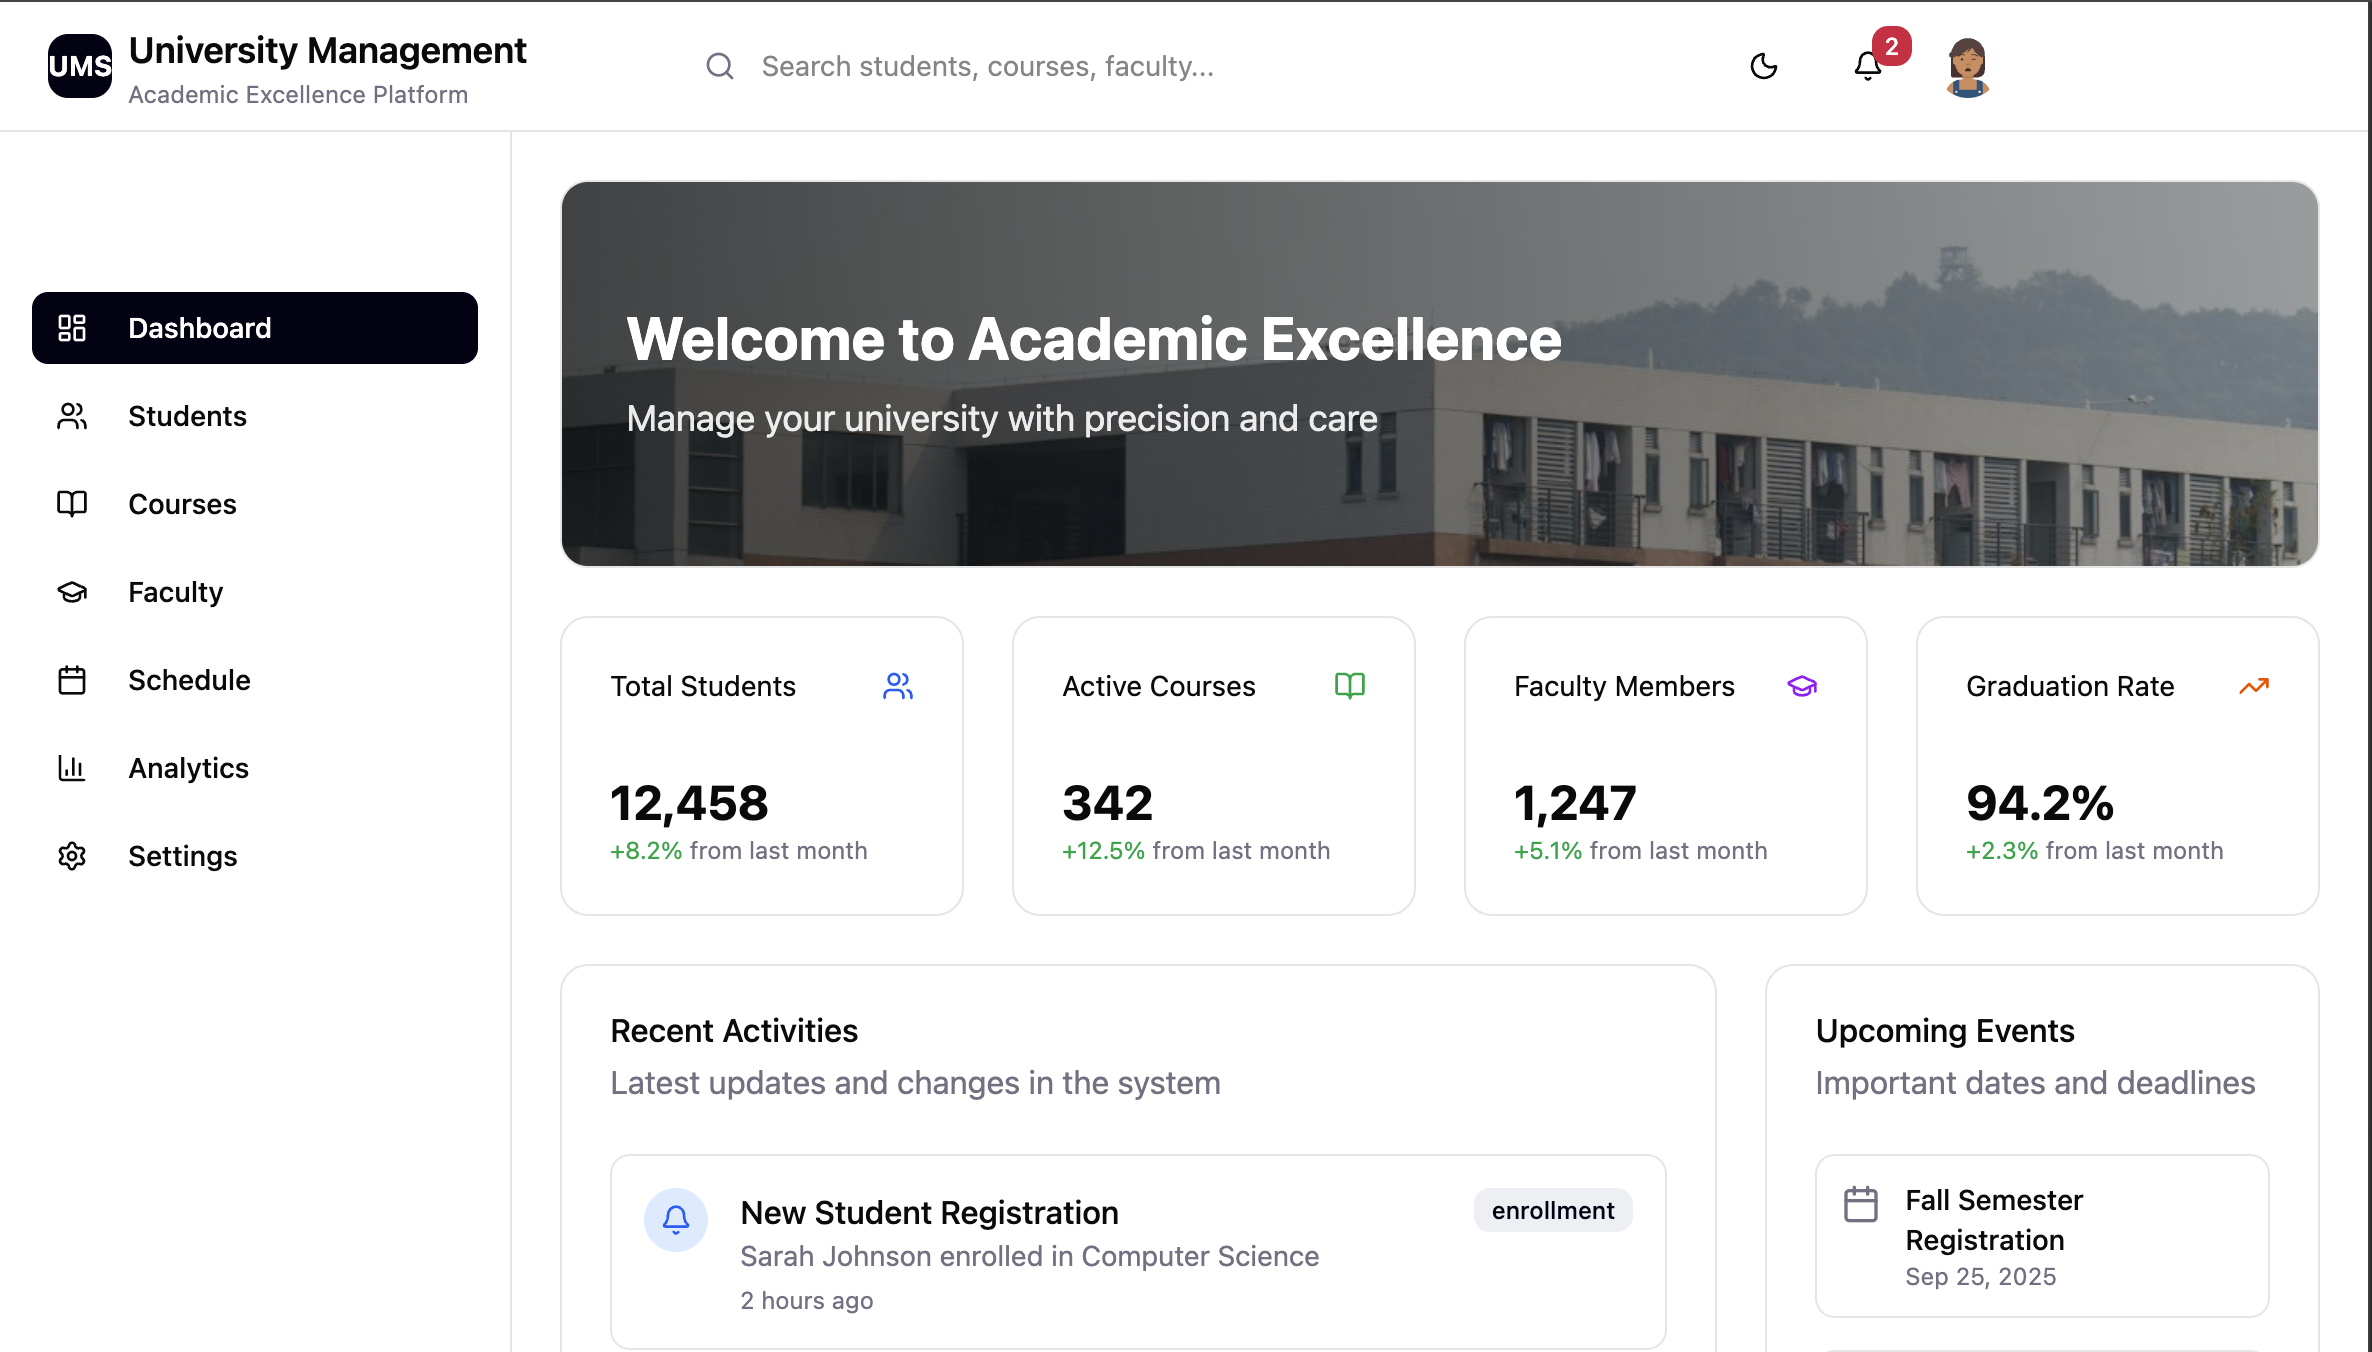 UMS
University Management
Academic Excellence Platform
Search students, courses, faculty...
2
Dashboard
Students
Courses
Faculty
Schedule
Analytics
Settings
Welcome to Academic Excellence
Manage your university with precision and care
Total Students
12,458
+8.2% from last month
Active Courses
342
+12.5% from last month
Faculty Members
1,247
+5.1% from last month
Graduation Rate
94.2%
+2.3% from last month
Recent Activities
Latest updates and changes in the system
New Student Registration
enrollment
Sarah Johnson enrolled in Computer Science
2 hours ago
Upcoming Events
Important dates and deadlines
Fall Semester
Registration
Sep 25, 2025